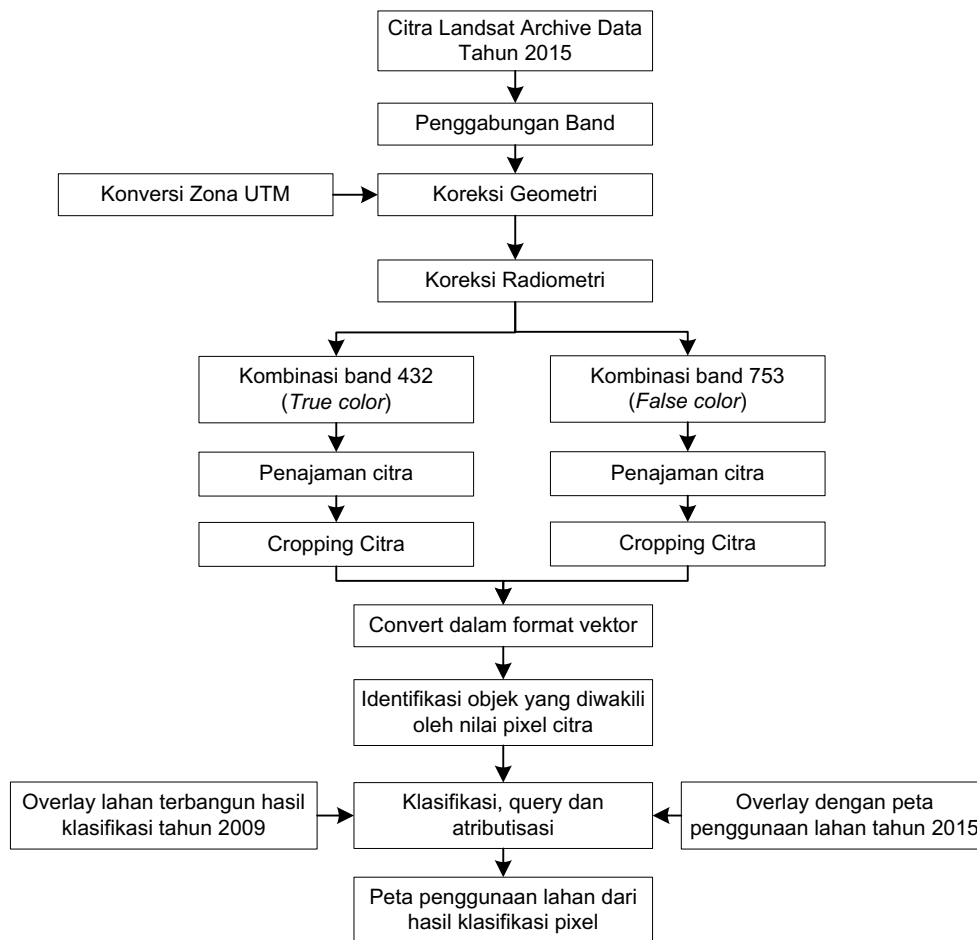 Citra Landsat Archive Data
Tahun 2015
Penggabungan Band
Konversi Zona UTM
Koreksi Geometri
Koreksi Radiometri
Kombinasi band 432
(True color)
Kombinasi band 753
(False color)
Penajaman citra
Penajaman citra
Cropping Citra
Cropping Citra
Convert dalam format vektor
Identifikasi objek yang diwakili
oleh nilai pixel citra
Overlay lahan terbangun hasil
klasifikasi tahun 2009
Klasifikasi, query dan
atributisasi
Overlay dengan peta
penggunaan lahan tahun 2015
Peta penggunaan lahan dari
hasil klasifikasi pixel